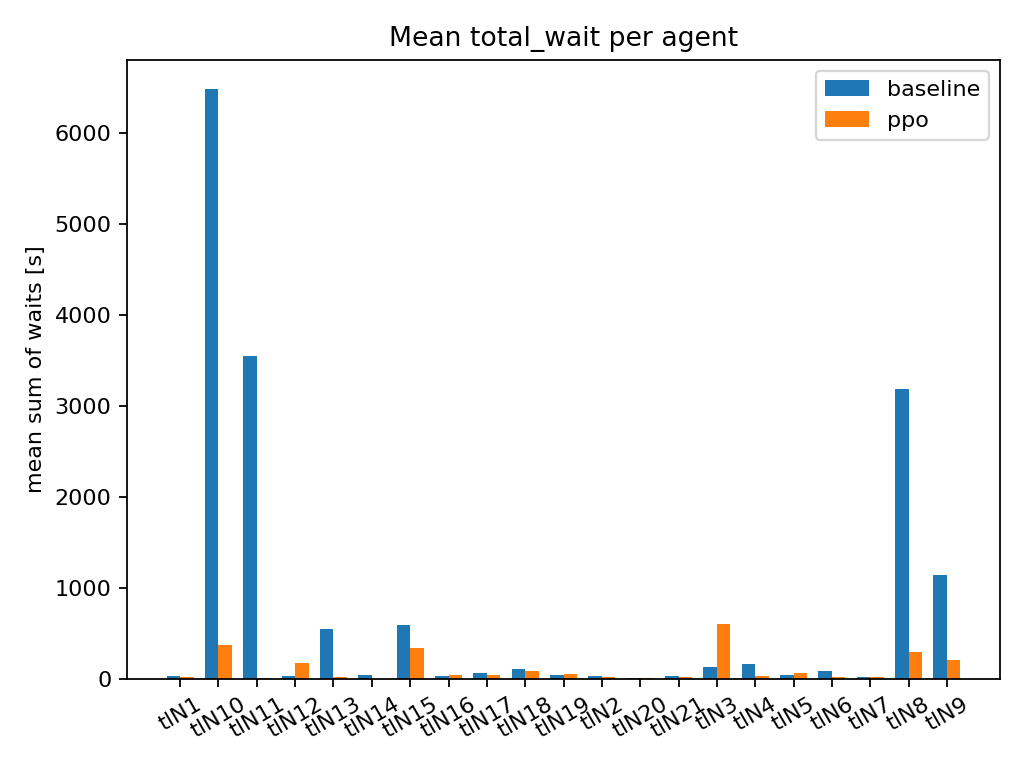 Mean total_wait per agent
baseline
ppo
mean sum of waits [s]
6000
5000
4000
3000
2000
1000
0
tlN1 tlN10 tlN11 tlN12 tlN13 tlN14 tlN15 tlN16 tlN17 tlN18 tlN19 tlN2 tlN20 tlN21 tlN3 tlN4 tlN5 tlN6 tlN7 tlN8 tlN9